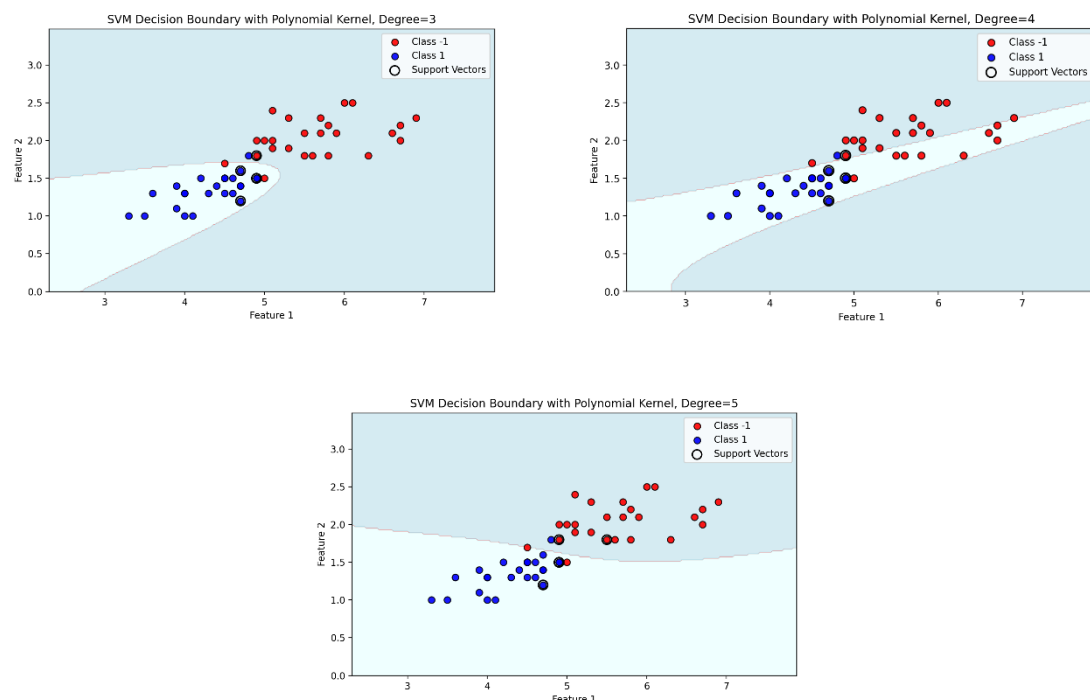 SVM Decision Boundary with Polynomial Kernel, Degree=3
Class -1
Class 1
Support Vectors
Feature 2
3.0
2.5
2.0
1.5
1.0
0.5
0.0
3 4 5 6 7
Feature 1
SVM Decision Boundary with Polynomial Kernel, Degree=4
Class -1
Class 1
Support Vectors
Feature 2
3.0
2.5
2.0
1.5
1.0
0.5
0.0
3 4 5 6 7
Feature 1
SVM Decision Boundary with Polynomial Kernel, Degree=5
Class -1
Class 1
Support Vectors
Feature 2
3.0
2.5
2.0
1.5
1.0
0.5
0.0
3 4 5 6 7
Feature 1